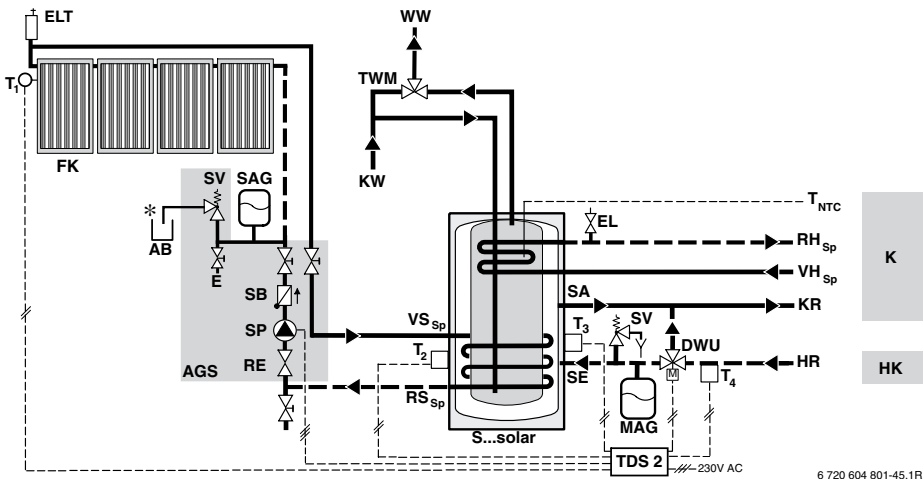 ELT
WW
T1
TWM
FK
KW
SV
SAG
TNTC
EL
RHSp
AB
E
VHSp
K
SB
SA
KR
VSSp
SV
SP
T3
DWU
T2
RE
HR
HK
AGS
SE
M
T4
RSSp
MAG
S...solar
TDS 2
230V AC
6 720 604 801-45.1R